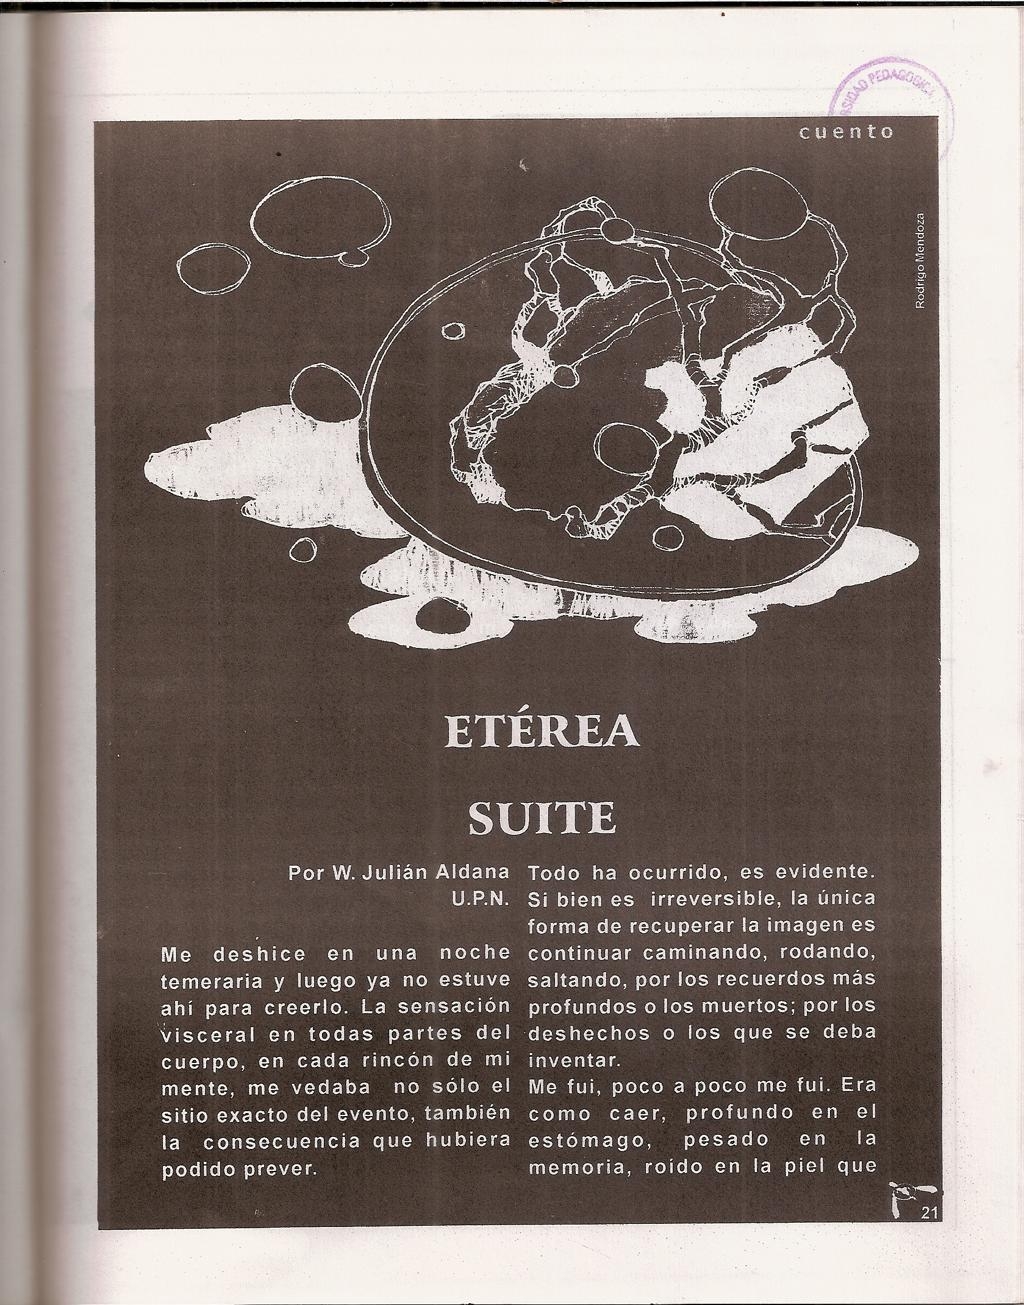 RSIDAD PEDAGOGICA
cuento
Rodrigo Mendoza
ETÉREA
SUITE
Por W. Julián Aldana
U.P.N.
Me deshice en una noche
temeraria y luego ya no estuve
ahí para creerlo. La sensación
visceral en todas partes del
cuerpo, en cada rincón de mi
mente, me vedaba no sólo el
sitio exacto del evento, también
la consecuencia que hubiera
podido prever.
Todo ha ocurrido, es evidente.
Si bien es irreversible, la única
forma de recuperar la imagen es
continuar caminando, rodando,
saltando, por los recuerdos más
profundos o los muertos; por los
deshechos o los que se deba
inventar.
Me fui, poco a poco me fui. Era
como caer, profundo en el
estómago, pesado en la
memoria, roído en la piel que
21